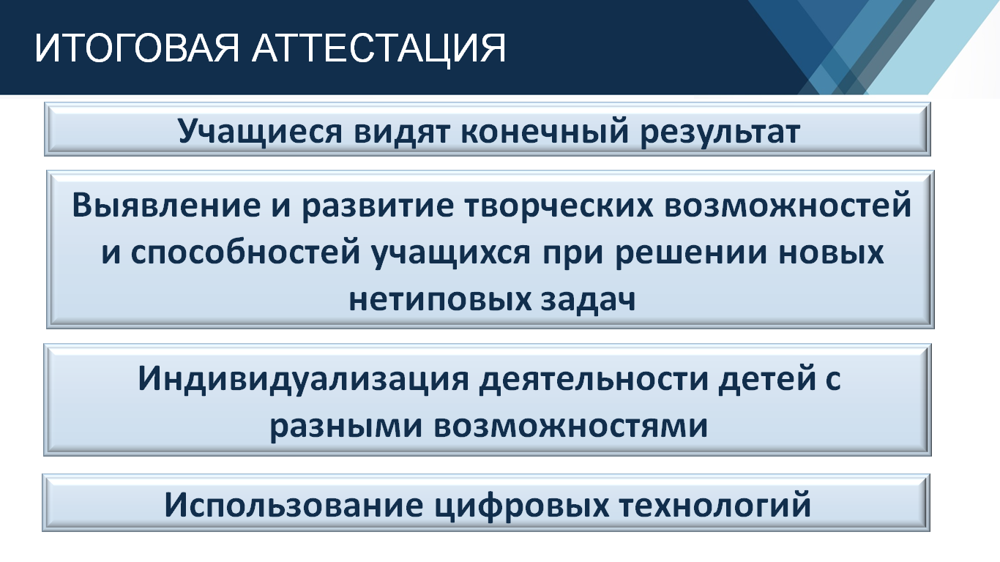 ИТОГОВАЯ АТТЕСТАЦИЯ
Учащиеся видят конечный результат
Выявление и развитие творческих возможностей
и способностей учащихся при решении новых
нетиповых задач
Индивидуализация деятельности детей с
разными возможностями
Использование цифровых технологий